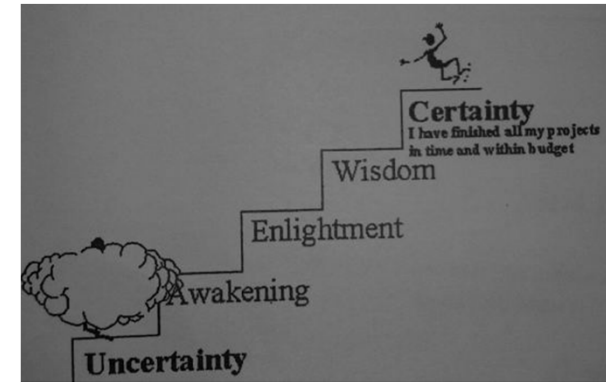 Certainty
I have finished all my projects
in time and within budget
Wisdom
Enlightment
Awakening
Uncertainty